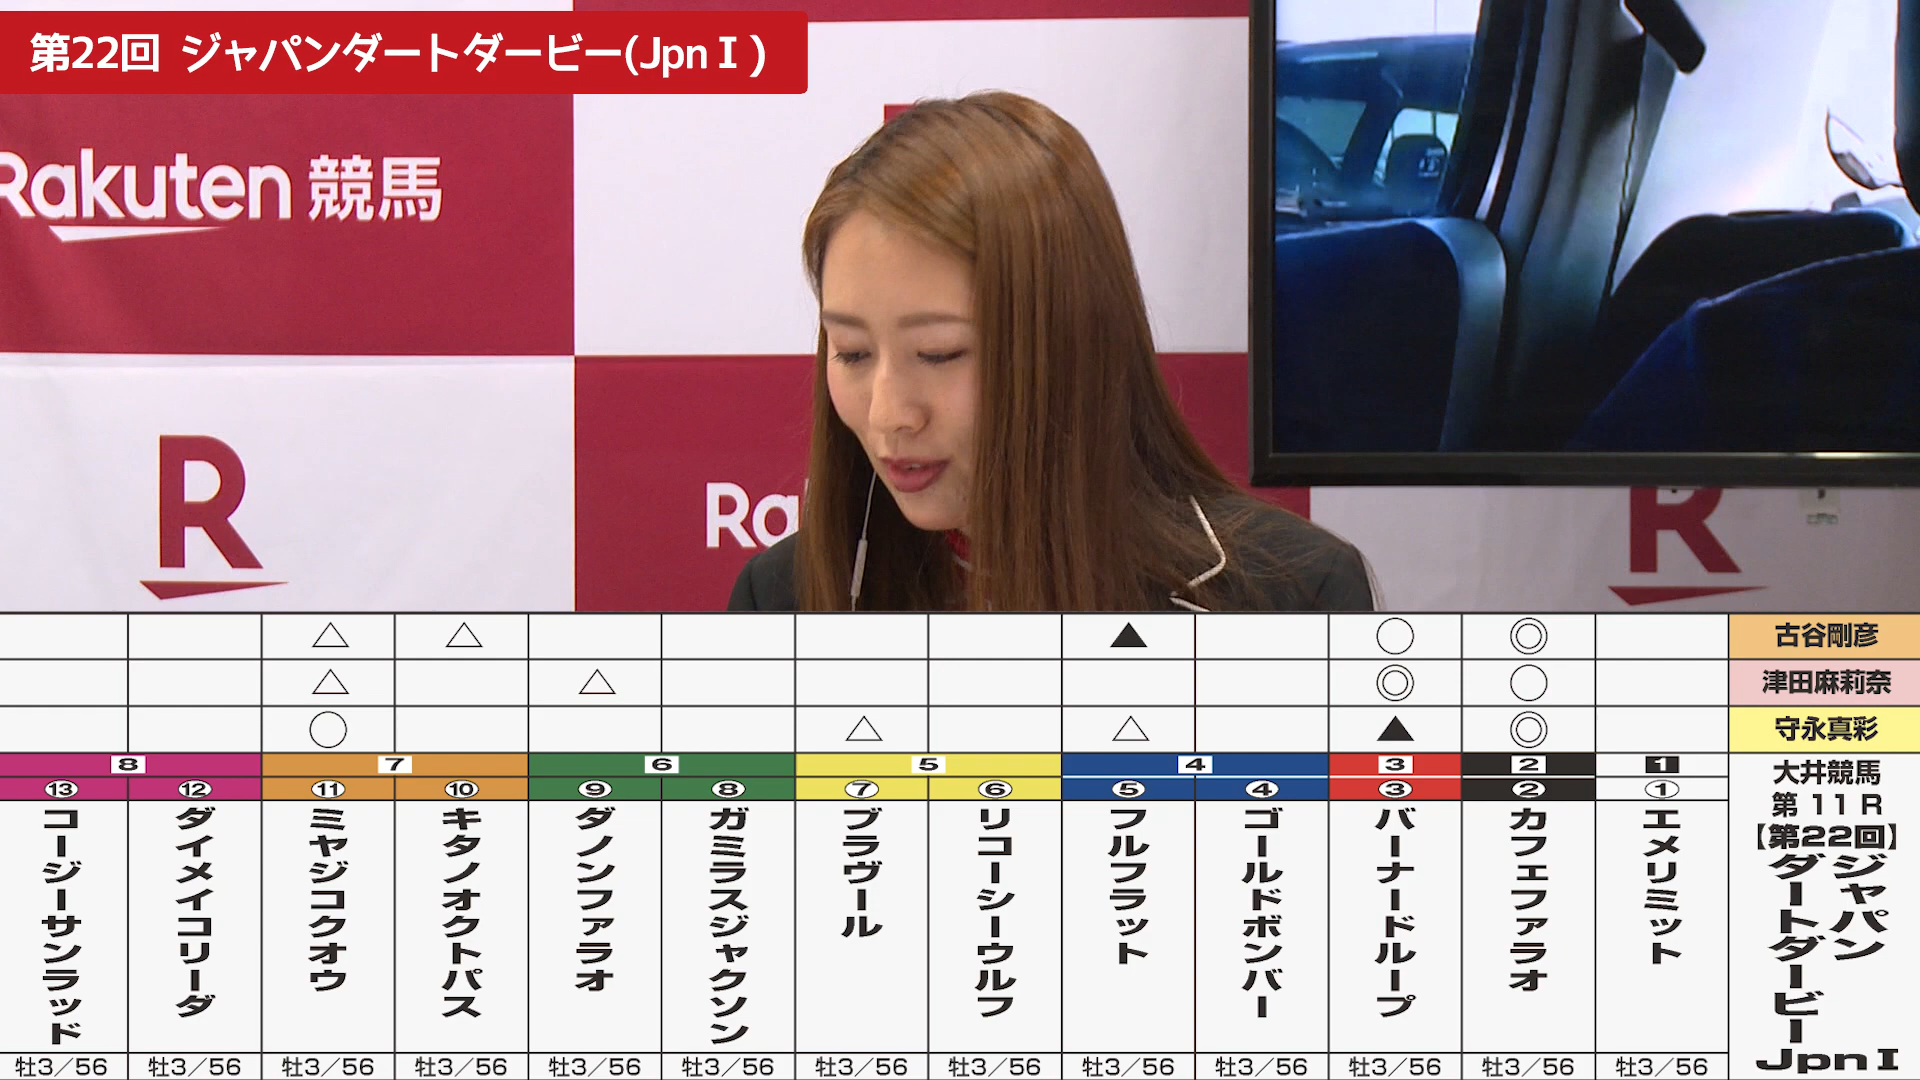 第22回 ジャパンダートダービー(JpnⅠ)
Rakuten 競馬
R
Ra
R
△ △ ▲ ○ ◎ 古谷剛彦
△ △ ◎ ○ 津田麻莉奈
○ △ △ ▲ ◎ 守永真彩
8 7 6 5 4 3 2 1
⑬ ⑫ ⑪ ⑩ ⑨ ⑧ ⑦ ⑥ ⑤ ④ ③ ② ①
大井競馬
第 11 R
【第22回】
ジャパン
ダートダービー
JpnⅠ
エメリミット
カフェファラオ
バーナードループ
ゴールドボンバー
フルフラット
リコーシーウルフ
ブラヴール
ガミラスジャクソン
ダノンファラオ
キタノオクトパス
ミヤジコクオウ
ダイメイコリーダ
コージーサンラッド
牡3/56 牡3/56 牡3/56 牡3/56 牡3/56 牡3/56 牡3/56 牡3/56 牡3/56 牡3/56 牡3/56 牡3/56 牡3/56